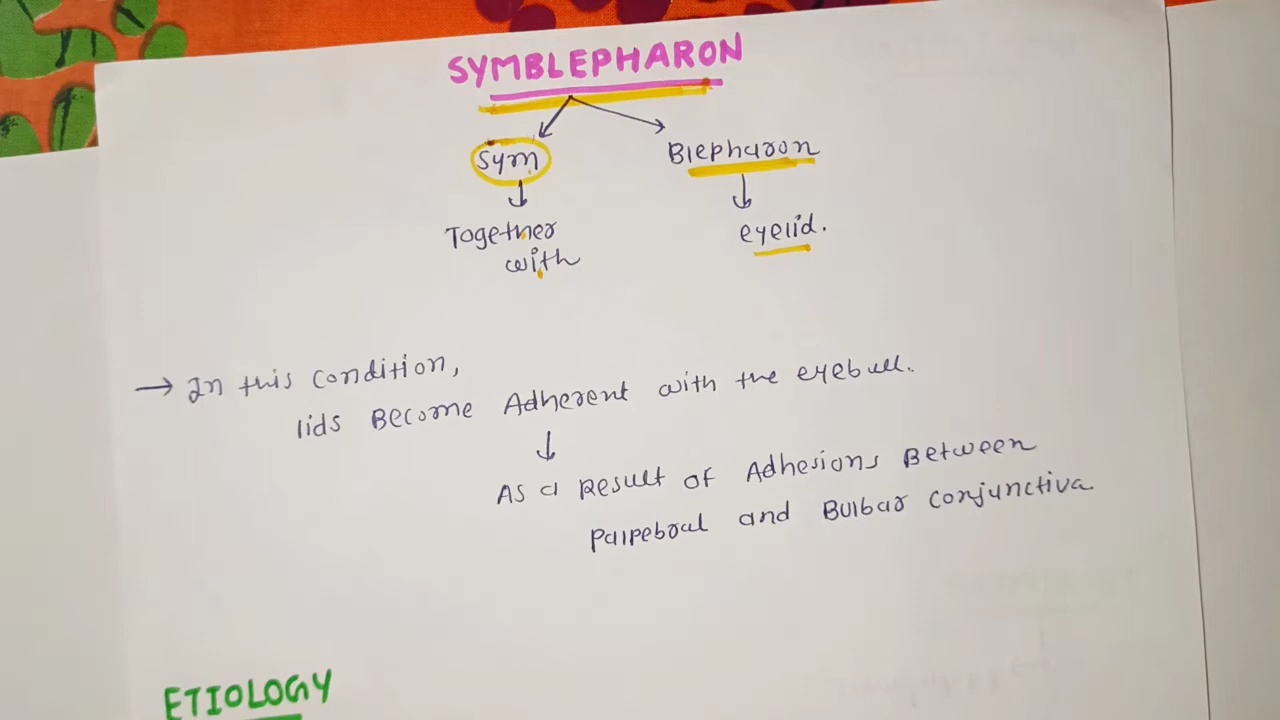 SYMBLEPHARON
Sym Blepharon
Together eyelid.
with
→ In this condition,
lids Become Adherent with the eyeball.
As a Result of Adhesions Between
Palpebral and Bulbar conjunctiva
ETIOLOGY